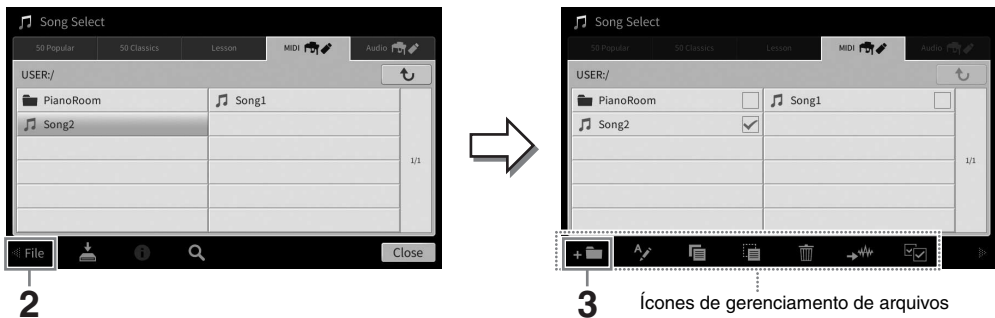 Song Select
50 Popular 50 Classics Lesson MIDI Audio
USER:/
PianoRoom Song1
Song2
1/1
File Close
2
Song Select
50 Popular 50 Classics Lesson MIDI Audio
USER:/
PianoRoom Song1
Song2
1/1
3 Ícones de gerenciamento de arquivos